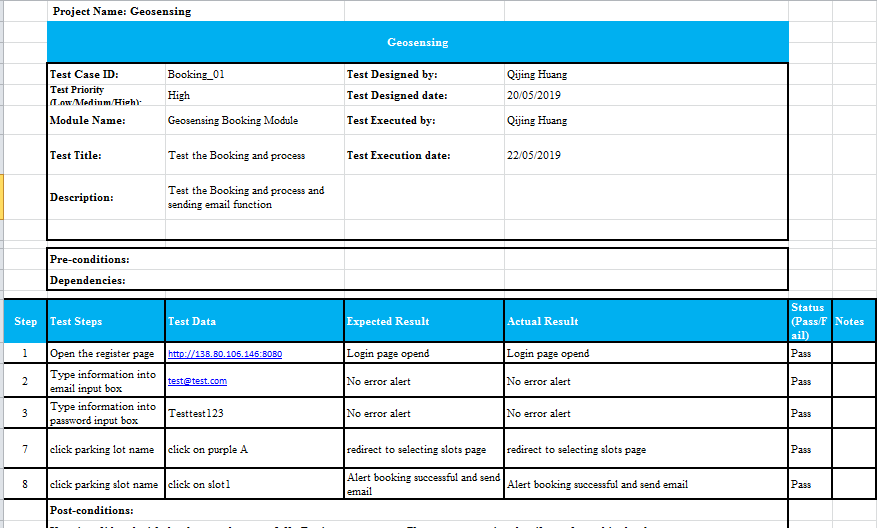 Project Name: Geosensing
Geosensing
Test Case ID: Booking_01 Test Designed by: Qijing Huang
Test Priority
(Low/Medium/High): High Test Designed date: 20/05/2019
Module Name: Geosensing Booking Module Test Executed by: Qijing Huang
Test Title: Test the Booking and process Test Execution date: 22/05/2019
Description: Test the Booking and process and
sending email function
Pre-conditions:
Dependencies:
Step Test Steps Test Data Expected Result Actual Result Status
(Pass/F
ail) Notes
1 Open the register page http://138.80.106.146:8080 Login page opend Login page opend Pass
2 Type information into
email input box test@test.com No error alert No error alert Pass
3 Type information into
password input box Testtest123 No error alert No error alert Pass
7 click parking lot name click on purple A redirect to selecting slots page redirect to selecting slots page Pass
8 click parking slot name click on slot1 Alert booking successful and send
email Alert booking successful and send email Pass
Post-conditions: